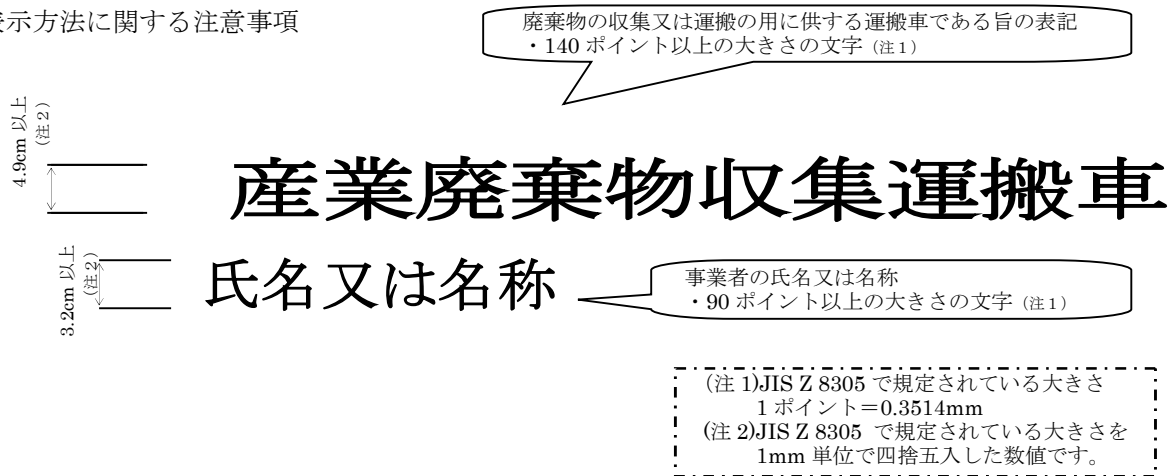 表示方法に関する注意事項
廃棄物の収集又は運搬の用に供する運搬車である旨の表記
・140 ポイント以上の大きさの文字（注１）
4.9cm 以上
（注２）
産業廃棄物収集運搬車
3.2cm 以上
（注２）
氏名又は名称
事業者の氏名又は名称
・90 ポイント以上の大きさの文字（注１）
(注 1)JIS Z 8305 で規定されている大きさ
1 ポイント＝0.3514mm
(注 2)JIS Z 8305 で規定されている大きさを
1mm 単位で四捨五入した数値です。